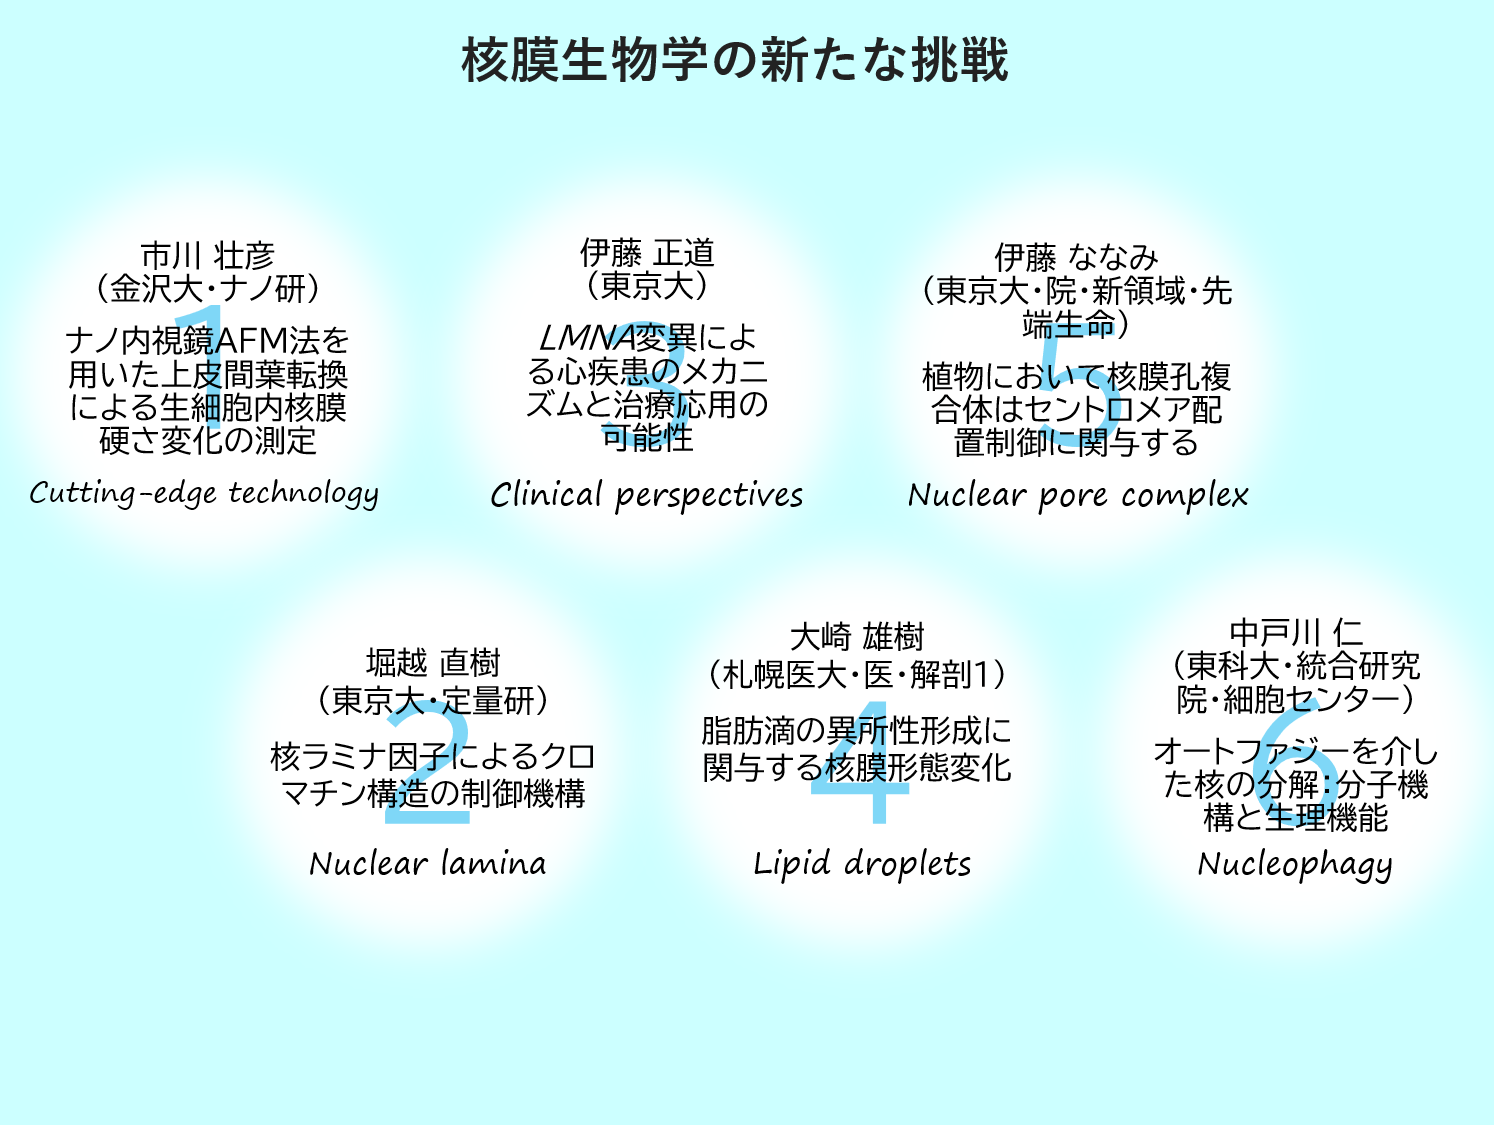 核膜生物学の新たな挑戦
1
市川 壮彦
（金沢大・ナノ研）
ナノ内視鏡AFM法を
用いた上皮間葉転換
による生細胞内核膜
硬さ変化の測定
Cutting-edge technology
2
堀越 直樹
（東京大・定量研）
核ラミナ因子によるクロ
マチン構造の制御機構
Nuclear lamina
3
伊藤 正道
（東京大）
LMNA変異によ
る心疾患のメカニ
ズムと治療応用の
可能性
Clinical perspectives
4
大崎 雄樹
（札幌医大・医・解剖1）
脂肪滴の異所性形成に
関与する核膜形態変化
Lipid droplets
5
伊藤 ななみ
（東京大・院・新領域・先
端生命）
植物において核膜孔複
合体はセントロメア配
置制御に関与する
Nuclear pore complex
6
中戸川 仁
（東科大・統合研究
院・細胞センター）
オートファジーを介し
た核の分解：分子機
構と生理機能
Nucleophagy